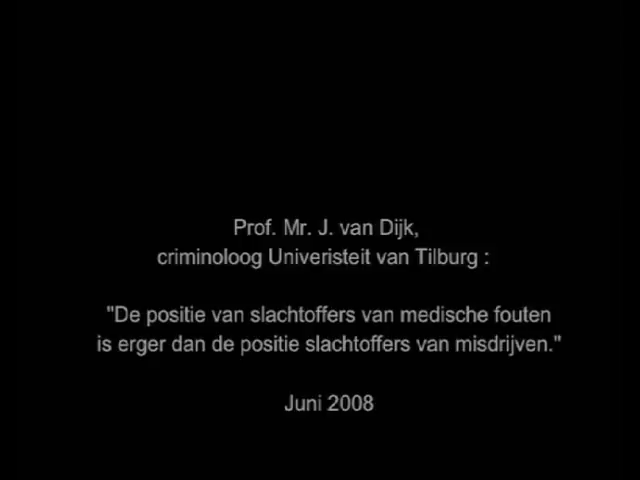 Prof. Mr. J. van Dijk,
criminoloog Univeristeit van Tilburg :
"De positie van slachtoffers van medische fouten
is erger dan de positie slachtoffers van misdrijven."
Juni 2008